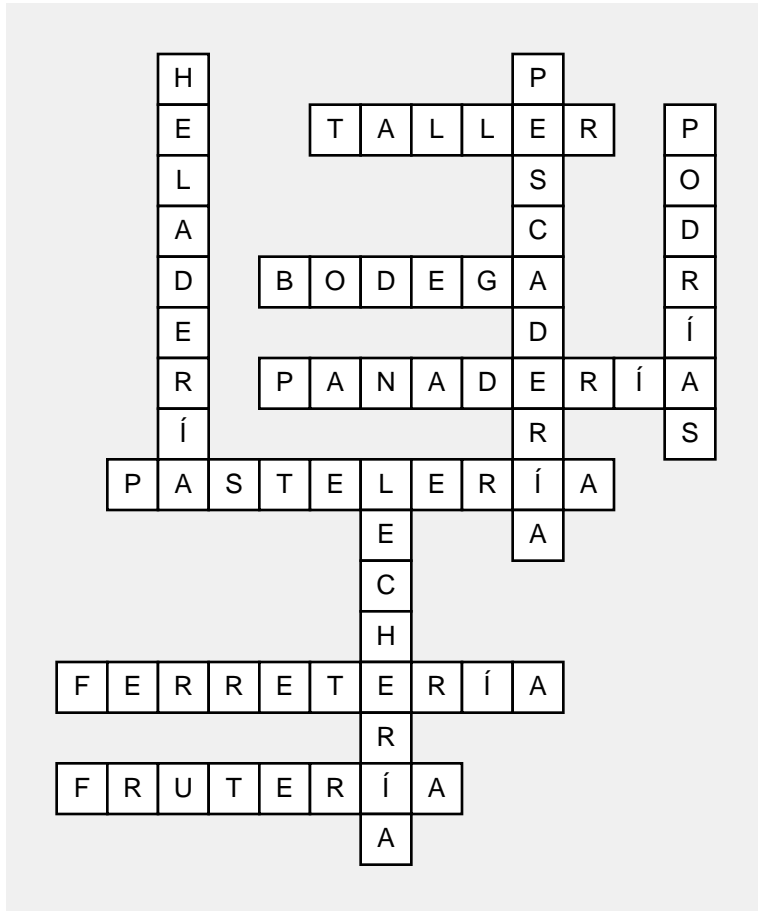 HELADERÍA
PESCADERÍA
TALLER
PODRÍAS
BODEGA
PANADERÍA
PASTELERÍA
LECHERÍA
FERRETERÍA
FRUTERÍA